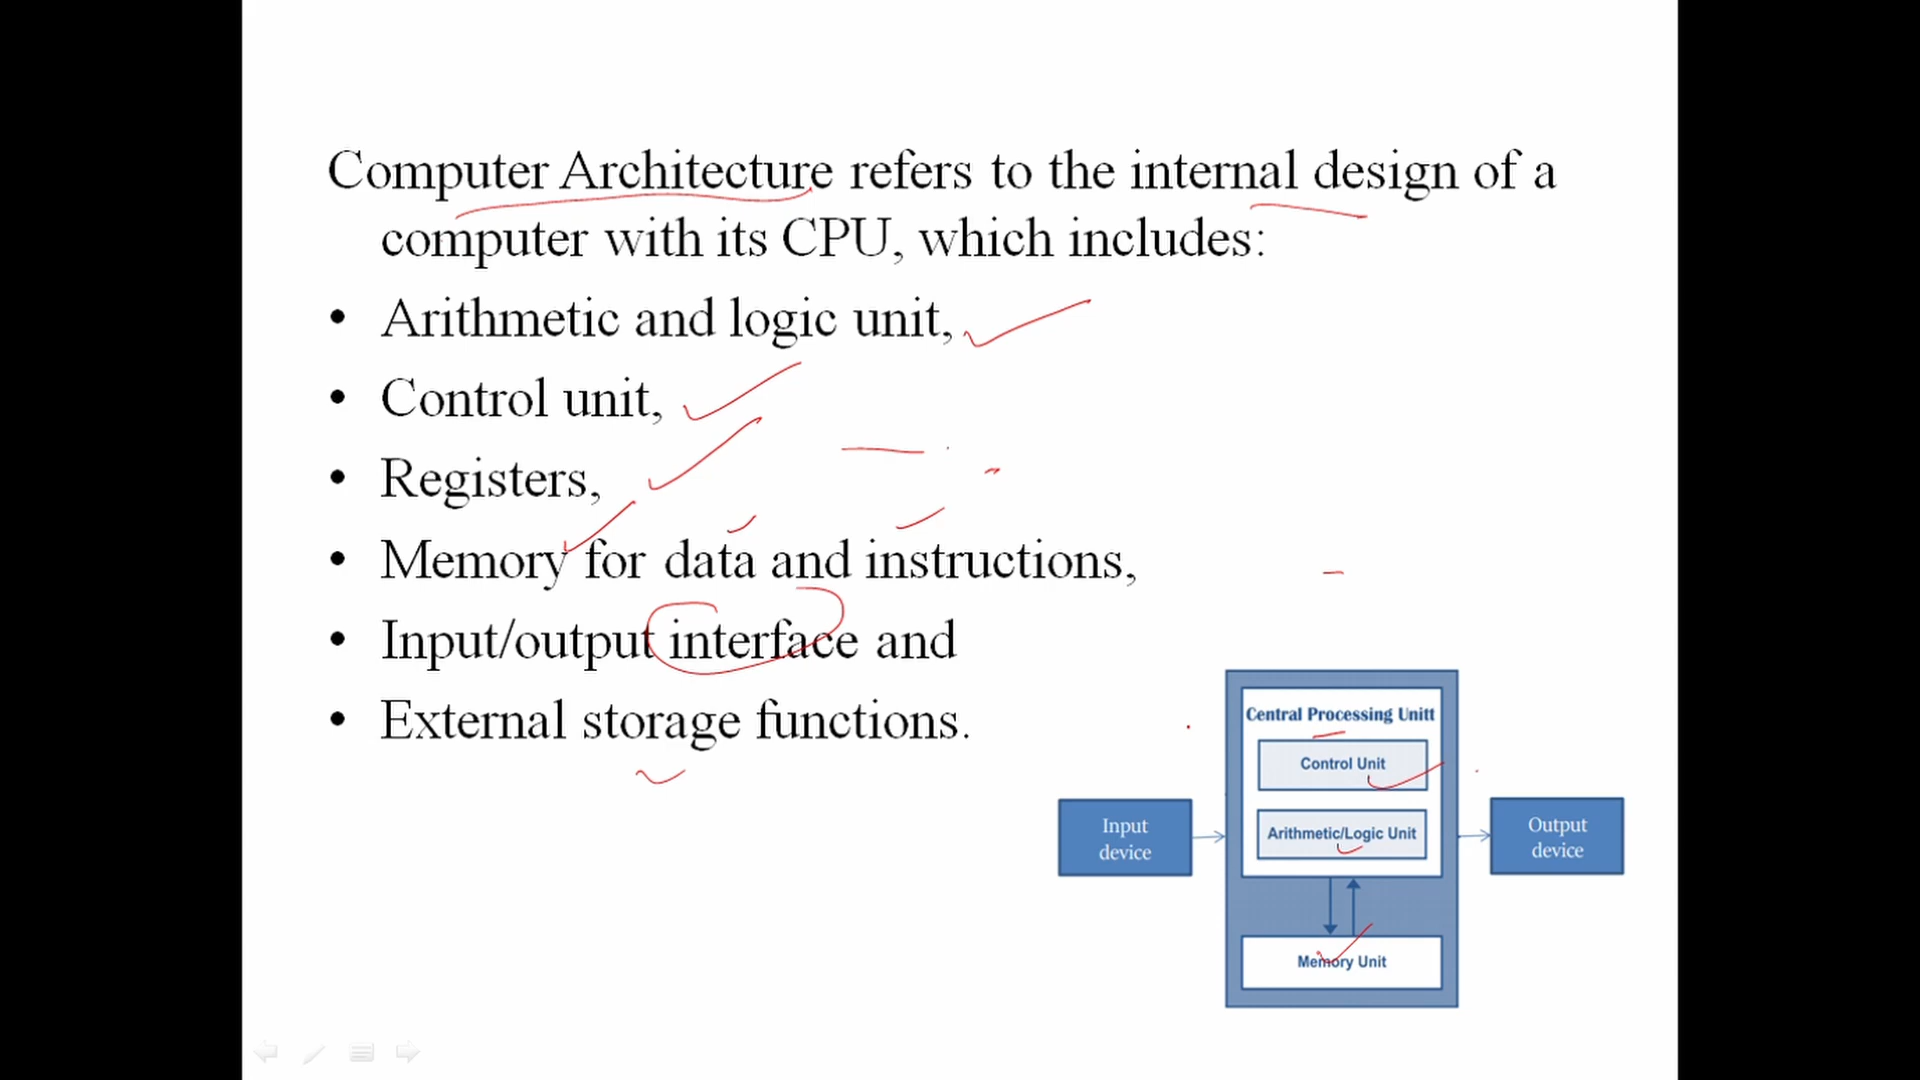 Computer Architecture refers to the internal design of a
computer with its CPU, which includes:
• Arithmetic and logic unit,
• Control unit,
• Registers,
• Memory for data and instructions,
• Input/output interface and
• External storage functions.
Central Processing Unitt
Control Unit
Arithmetic/Logic Unit
Input
device
Output
device
Memory Unit